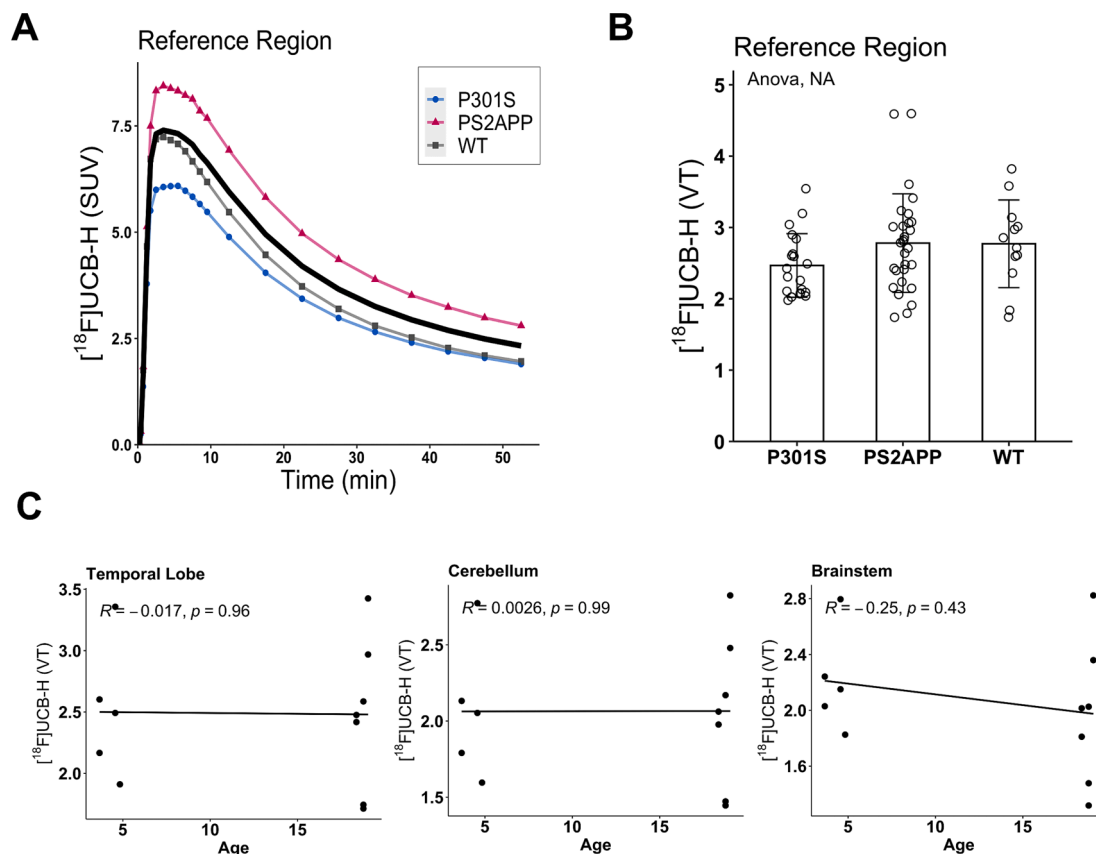 A
Reference Region
[¹⁸F]UCB-H (SUV)
7.5
5.0
2.5
0.0
0
10
20
30
40
50
Time (min)
P301S
PS2APP
WT
B
Reference Region
Anova, NA
[¹⁸F]UCB-H (VT)
5
4
3
2
1
0
P301S
PS2APP
WT
C
Temporal Lobe
R = −0.017, p = 0.96
[¹⁸F]UCB-H (VT)
3.5
3.0
2.5
2.0
5
10
15
Age
Cerebellum
R = 0.0026, p = 0.99
[¹⁸F]UCB-H (VT)
2.5
2.0
1.5
5
10
15
Age
Brainstem
R = −0.25, p = 0.43
[¹⁸F]UCB-H (VT)
2.8
2.4
2.0
1.6
5
10
15
Age